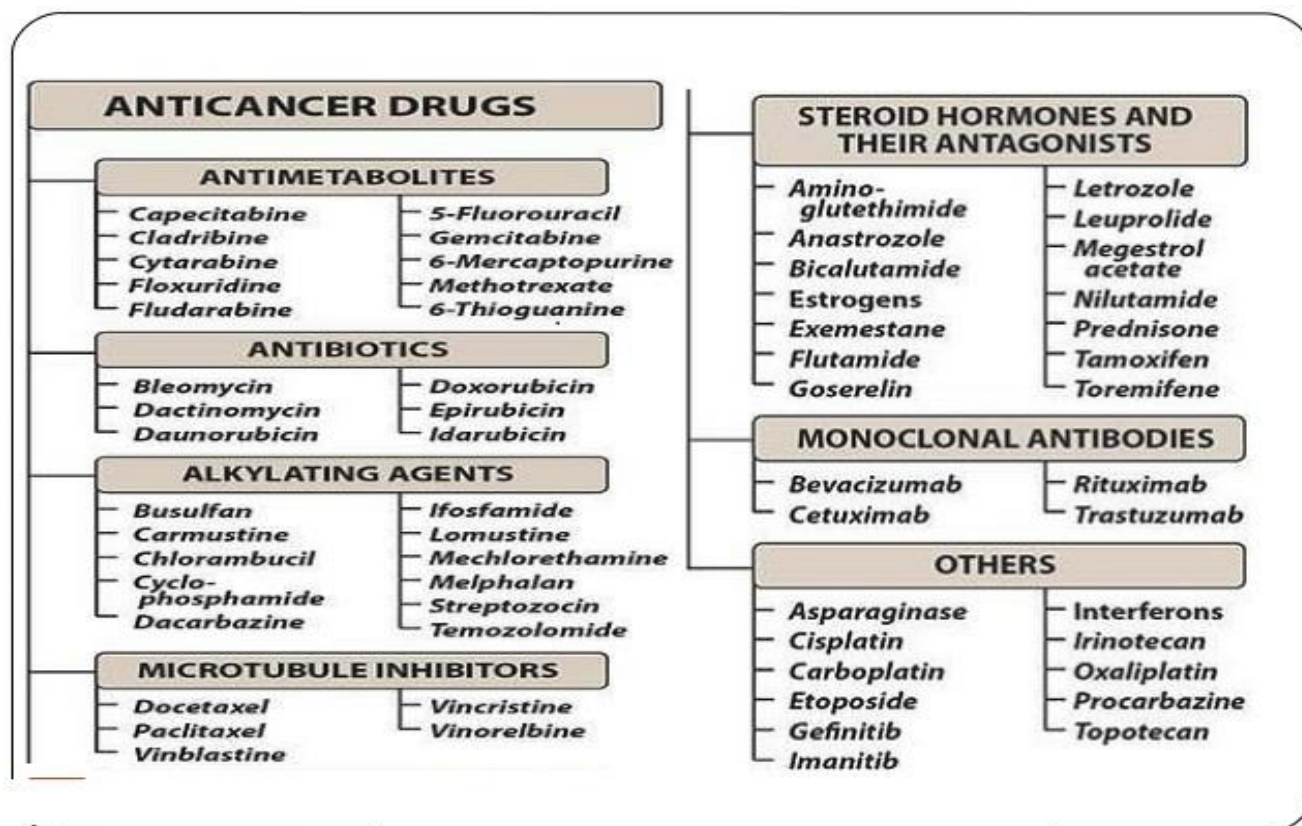 ANTICANCER DRUGS
ANTIMETABOLITES
Capecitabine
Cladribine
Cytarabine
Floxuridine
Fludarabine
5-Fluorouracil
Gemcitabine
6-Mercaptopurine
Methotrexate
6-Thioguanine
ANTIBIOTICS
Bleomycin
Dactinomycin
Daunorubicin
Doxorubicin
Epirubicin
Idarubicin
ALKYLATING AGENTS
Busulfan
Carmustine
Chlorambucil
Cyclo-
phosphamide
Dacarbazine
Ifosfamide
Lomustine
Mechlorethamine
Melphalan
Streptozocin
Temozolomide
MICROTUBULE INHIBITORS
Docetaxel
Paclitaxel
Vinblastine
Vincristine
Vinorelbine
STEROID HORMONES AND
THEIR ANTAGONISTS
Amino-
glutethimide
Anastrozole
Bicalutamide
Estrogens
Exemestane
Flutamide
Goserelin
Letrozole
Leuprolide
Megestrol
acetate
Nilutamide
Prednisone
Tamoxifen
Toremifene
MONOCLONAL ANTIBODIES
Bevacizumab
Cetuximab
Rituximab
Trastuzumab
OTHERS
Asparaginase
Cisplatin
Carboplatin
Etoposide
Gefinitib
Imanitib
Interferons
Irinotecan
Oxaliplatin
Procarbazine
Topotecan